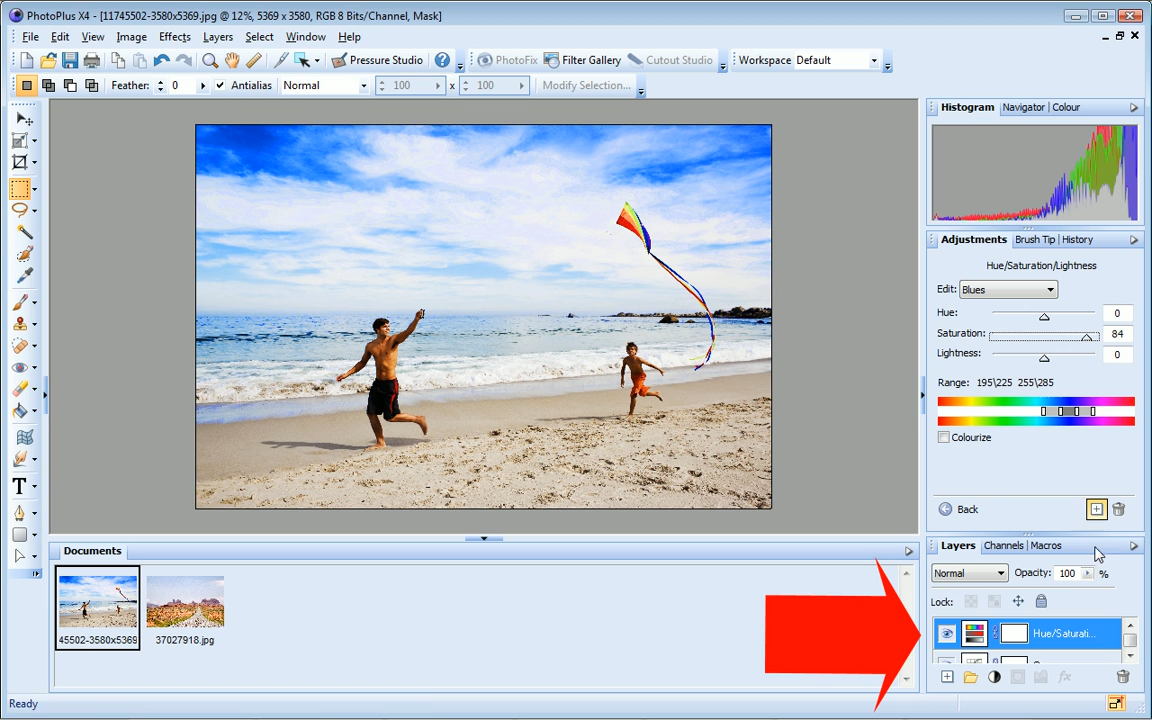 PhotoPlus X4 - [11745502-3580x5369.jpg @ 12%, 5369 x 3580, RGB 8 Bits/Channel, Mask]
File Edit View Image Effects Layers Select Window Help
Pressure Studio PhotoFix Filter Gallery Cutout Studio Workspace Default
Feather: 0 Antialias Normal 100 x 100 Modify Selection...
Histogram Navigator | Colour
Adjustments Brush Tip | History
Hue/Saturation/Lightness
Edit: Blues
Hue: 0
Saturation: 84
Lightness: 0
Range: 195\225 255\285
Colourize
Back
T
Documents
45502-3580x5369
37027918.jpg
Layers Channels | Macros
Normal Opacity: 100 %
Lock:
Hue/Saturati...
fx
Ready